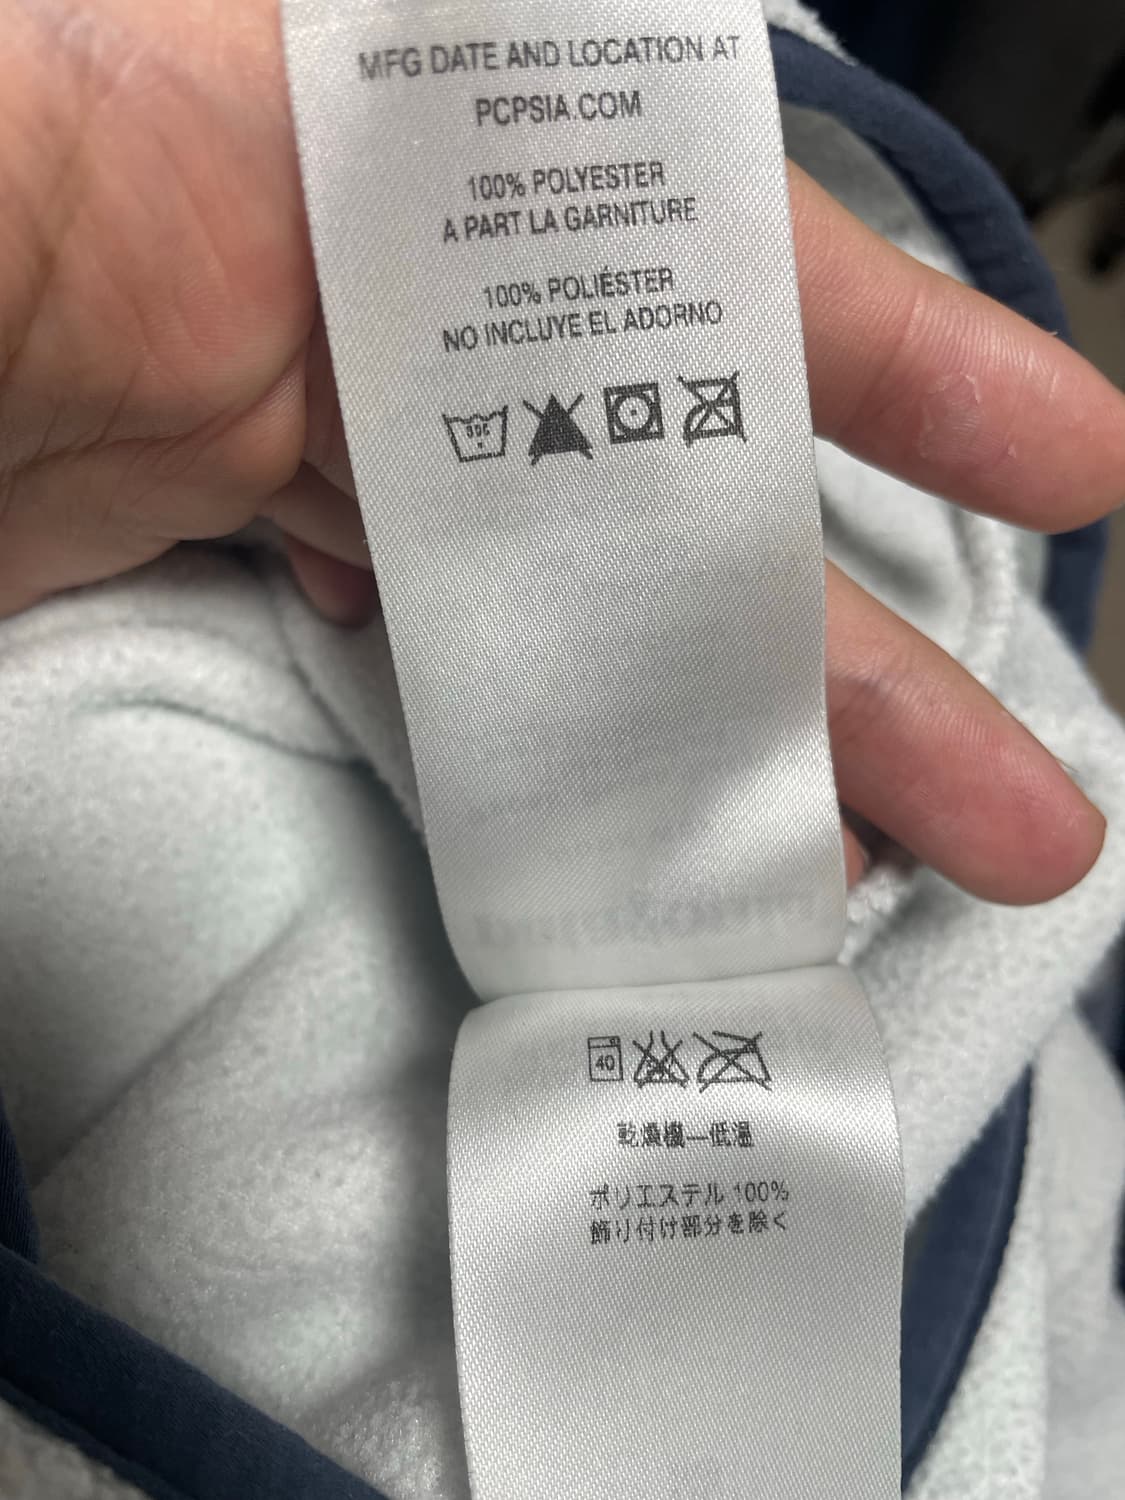 MFG DATE AND LOCATION AT
PCPSIA.COM
100% POLYESTER
A PART LA GARNITURE
100% POLIÉSTER
NO INCLUYE EL ADORNO
40
乾燥機—低温
ポリエステル 100%
飾り付け部分を除く